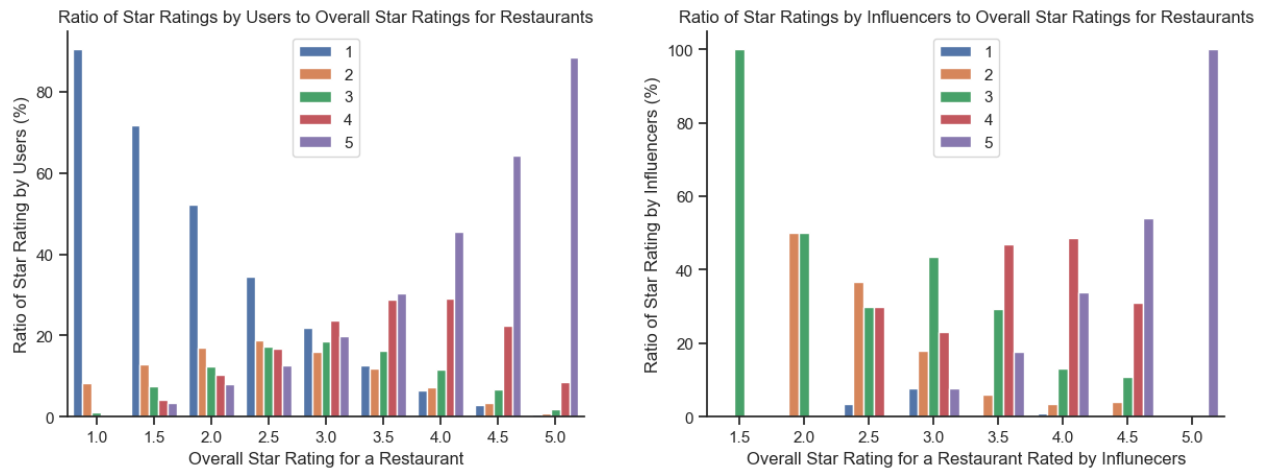 Ratio of Star Ratings by Users to Overall Star Ratings for Restaurants
Ratio of Star Rating by Users (%)
80
60
40
20
0
1
2
3
4
5
1.0 1.5 2.0 2.5 3.0 3.5 4.0 4.5 5.0
Overall Star Rating for a Restaurant
Ratio of Star Ratings by Influencers to Overall Star Ratings for Restaurants
Ratio of Star Rating by Influencers (%)
100
80
60
40
20
0
1
2
3
4
5
1.5 2.0 2.5 3.0 3.5 4.0 4.5 5.0
Overall Star Rating for a Restaurant Rated by Influnecers